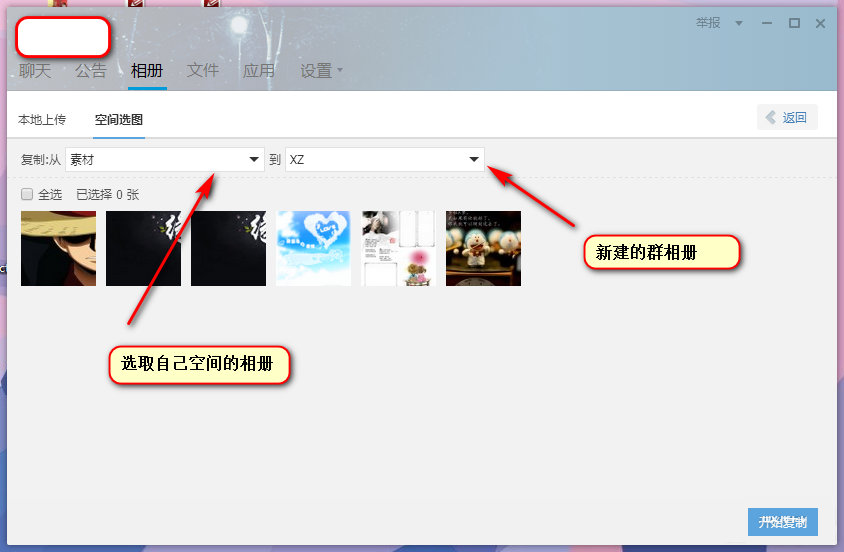 举报
聊天 公告 相册 文件 应用 设置
本地上传 空间选图 返回
复制:从 素材 到 XZ
全选 已选择 0 张
新建的群相册
选取自己空间的相册
开始复制